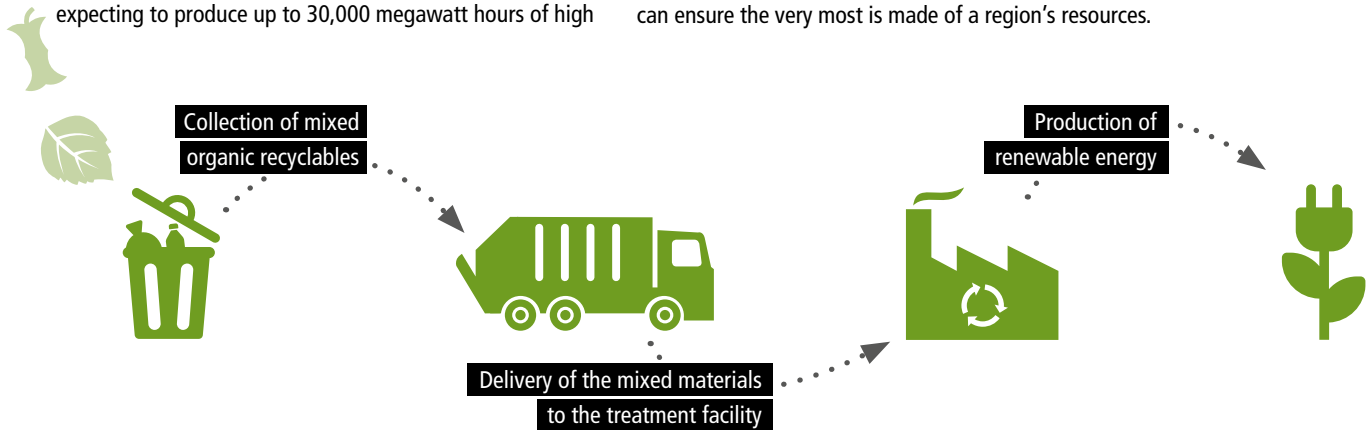 expecting to produce up to 30,000 megawatt hours of high
can ensure the very most is made of a region’s resources.
Collection of mixed
organic recyclables
Delivery of the mixed materials
to the treatment facility
Production of
renewable energy